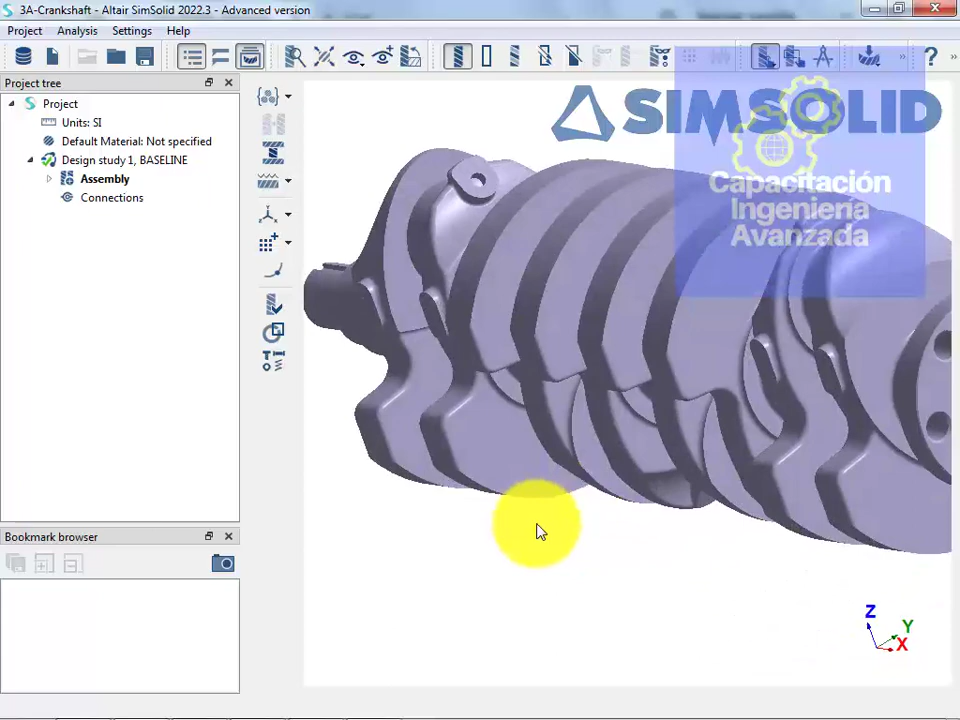 3A-Crankshaft - Altair SimSolid 2022.3 - Advanced version
Project Analysis Settings Help
Project tree
Project
Units: SI
Default Material: Not specified
Design study 1, BASELINE
Assembly
Connections
SIMSOLID
Capacitación
Ingenieria
Avanzada
Bookmark browser
Z
Y
X